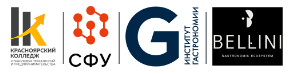 КРАСНОЯРСКИЙ
КОЛЛЕДЖ
СФУ
G
ИНСТИТУТ
ГАСТРОНОМИИ
BELLINI